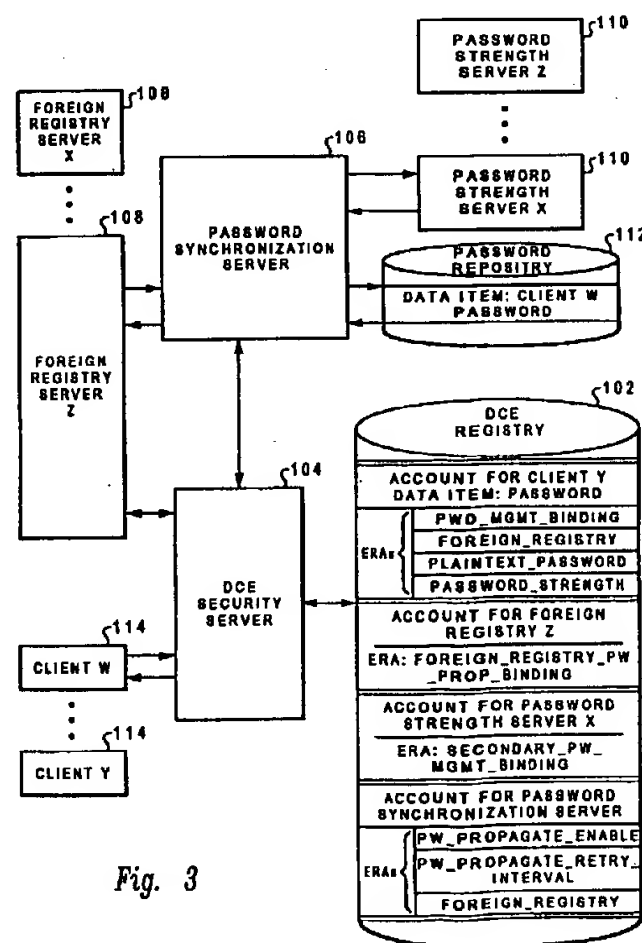 110
PASSWORD
STRENGTH
SERVER Z
108
FOREIGN
REGISTRY
SERVER
X
106
110
PASSWORD
STRENGTH
SERVER X
PASSWORD
SYNCHRONIZATION
SERVER
108
112
PASSWORD
REPOSITRY
DATA ITEM: CLIENT W
PASSWORD
FOREIGN
REGISTRY
SERVER
Z
102
DCE
REGISTRY
104
DCE
SECURITY
SERVER
ACCOUNT FOR CLIENT Y
DATA ITEM: PASSWORD
ERAs
PWD_MGMT_BINDING
FOREIGN_REGISTRY
PLAINTEXT_PASSWORD
PASSWORD_STRENGTH
ACCOUNT FOR FOREIGN
REGISTRY Z
ERA: FOREIGN_REGISTRY_PW
_PROP_BINDING
114
CLIENT W
114
CLIENT Y
ACCOUNT FOR PASSWORD
STRENGTH SERVER X
ERA: SECONDARY_PW_
MGMT_BINDING
ACCOUNT FOR PASSWORD
SYNCHRONIZATION SERVER
ERAs
PW_PROPAGATE_ENABLE
PW_PROPAGATE_RETRY_
INTERVAL
FOREIGN_REGISTRY
Fig. 3